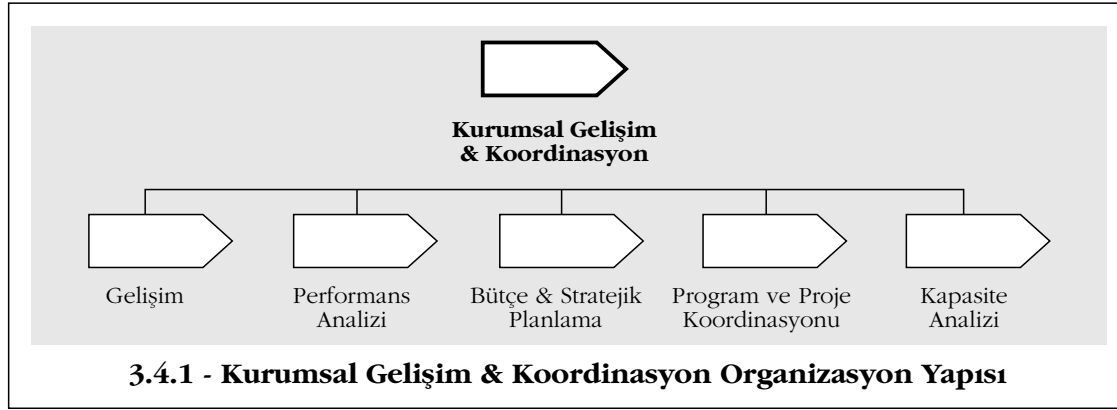 Kurumsal Gelişim
& Koordinasyon
Gelişim
Performans
Analizi
Bütçe & Stratejik
Planlama
Program ve Proje
Koordinasyonu
Kapasite
Analizi
3.4.1 - Kurumsal Gelişim & Koordinasyon Organizasyon Yapısı